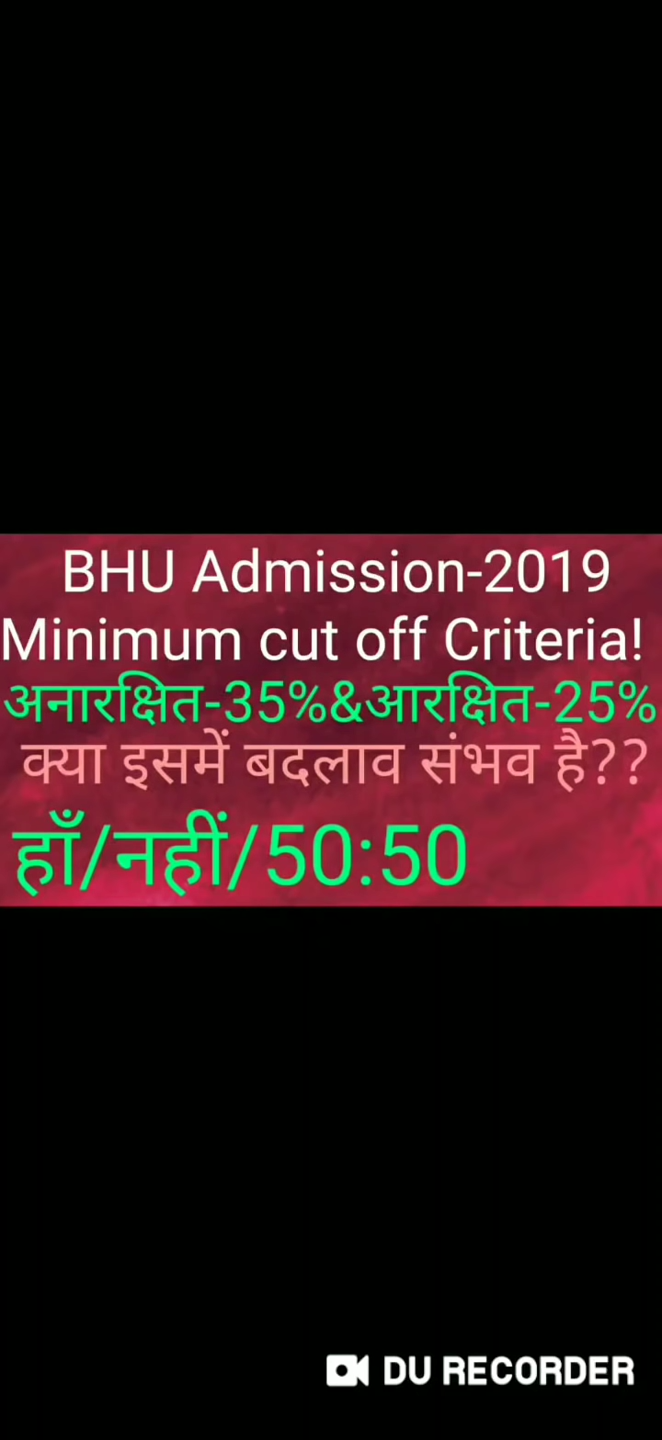 BHU Admission-2019
Minimum cut off Criteria!
अनारक्षित-35%&आरक्षित-25%
क्या इसमें बदलाव संभव है??
हाँ/नहीं/50:50
DU RECORDER